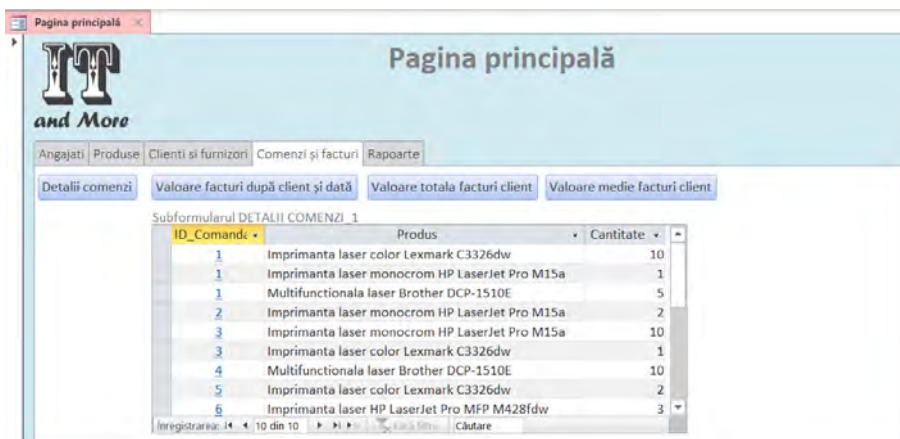 Pagina principală
IT
and More
Pagina principală
Angajati Produse Clienti si furnizori Comenzi și facturi Rapoarte
Detalii comenzi Valoare facturi după client și dată Valoare totala facturi client Valoare medie facturi client
Subformularul DETALII COMENZI_1
ID_Comanda Produs Cantitate
1 Imprimanta laser color Lexmark C3326dw 10
1 Imprimanta laser monocrom HP LaserJet Pro M15a 1
1 Multifunctionala laser Brother DCP-1510E 5
2 Imprimanta laser monocrom HP LaserJet Pro M15a 2
3 Imprimanta laser monocrom HP LaserJet Pro M15a 10
3 Imprimanta laser color Lexmark C3326dw 1
4 Multifunctionala laser Brother DCP-1510E 10
5 Imprimanta laser color Lexmark C3326dw 2
6 Imprimanta laser HP LaserJet Pro MFP M428fdw 3
Înregistrarea: 10 din 10 Fără filtru Căutare